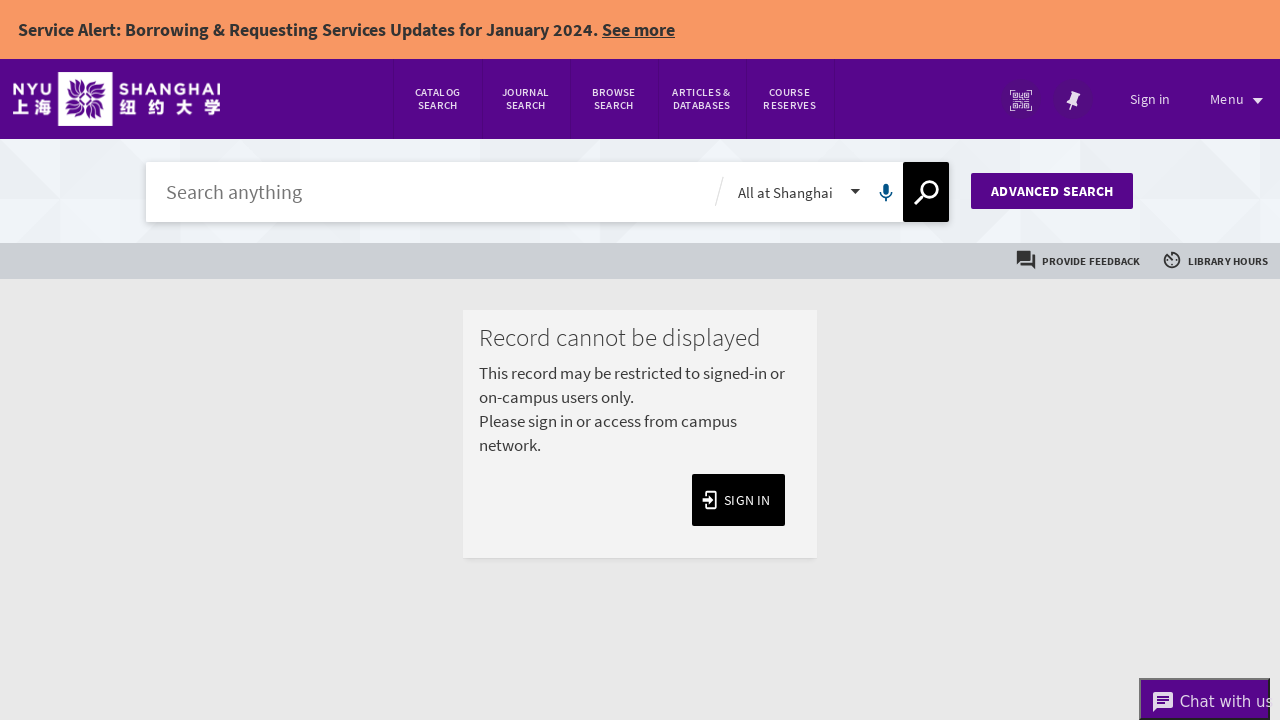 Service Alert: Borrowing & Requesting Services Updates for January 2024. See more
NYU SHANGHAI
上海 纽约大学
CATALOG
SEARCH
JOURNAL
SEARCH
BROWSE
SEARCH
ARTICLES &
DATABASES
COURSE
RESERVES
Sign in
Menu
Search anything
All at Shanghai
ADVANCED SEARCH
PROVIDE FEEDBACK
LIBRARY HOURS
Record cannot be displayed
This record may be restricted to signed-in or
on-campus users only.
Please sign in or access from campus
network.
SIGN IN
Chat with us